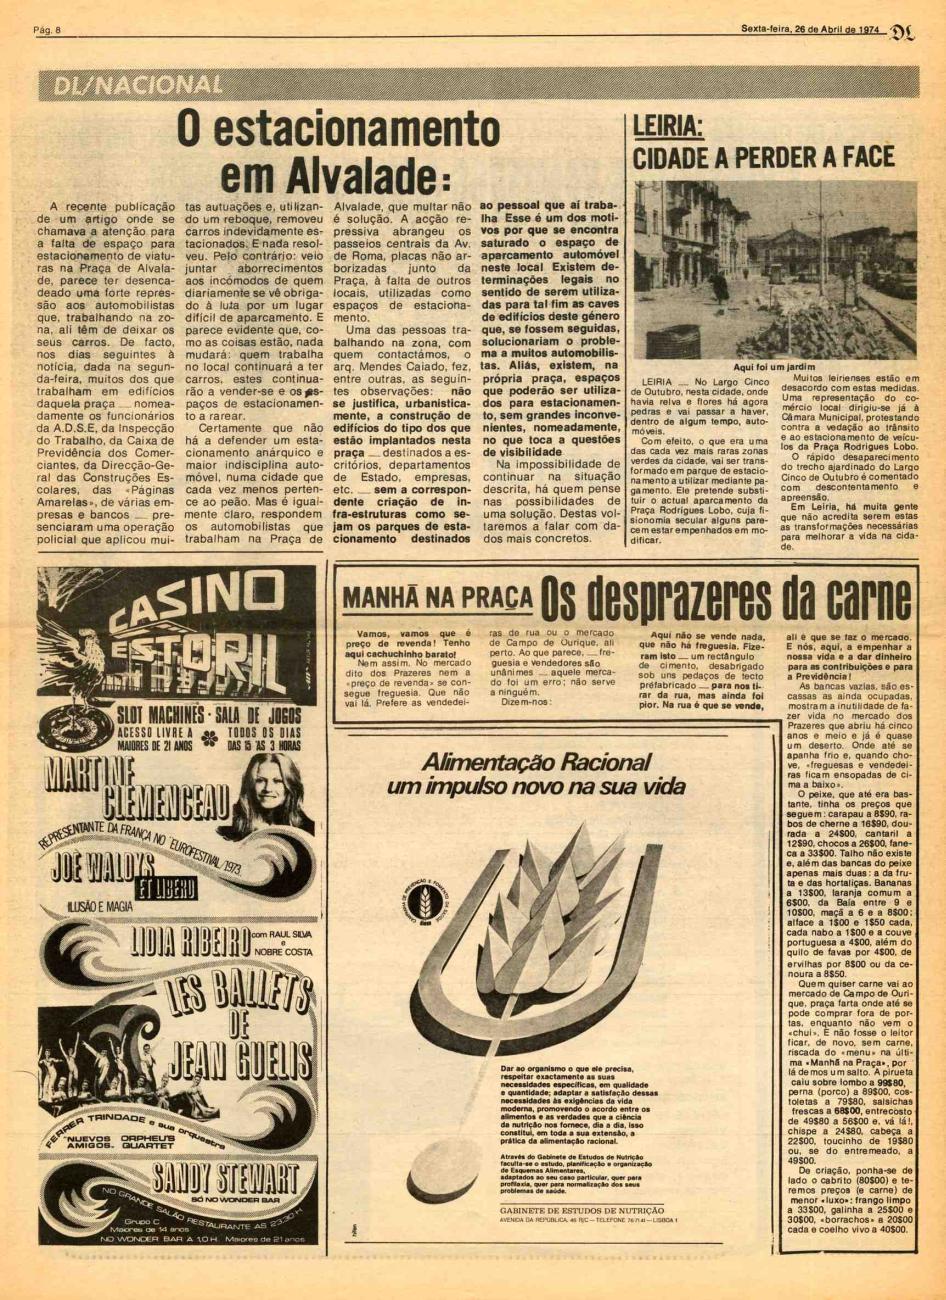 Pág. 8
Sexta-feira, 26 de Abril de 1974
DL
DL/NACIONAL
O estacionamento
em Alvalade:
A recente publicação
de um artigo onde se
chamava a atenção para
a falta de espaço para
estacionamento de viatu-
ras na Praça de Alvala-
de, parece ter desenca-
deado uma forte repres-
são aos automobilistas
que, trabalhando na zo-
na, ali têm de deixar os
seus carros. De facto,
nos dias seguintes à
notícia, dada na segun-
da-feira, muitos dos que
trabalham em edifícios
daquela praça — nomea-
damente os funcionários
da A.D.S.E, da Inspecção
do Trabalho, da Caixa de
Previdência dos Comer-
ciantes, da Direcção-Ge-
ral das Construções Es-
colares, das «Páginas
Amarelas», de várias em-
presas e bancos — pre-
senciaram uma operação
policial que aplicou mui-
tas autuações e, utilizan-
do um reboque, removeu
carros indevidamente es-
tacionados. E nada resol-
veu. Pelo contrário: veio
juntar aborrecimentos
aos incómodos de quem
diariamente se vê obriga-
do à luta por um lugar
difícil de aparcamento. E
parece evidente que, co-
mo as coisas estão, nada
mudará: quem trabalha
no local continuará a ter
carros, estes continua-
rão a vender-se e os es-
paços de estacionamen-
to a rarear.
Certamente que não
há a defender um esta-
cionamento anárquico e
maior indisciplina auto-
móvel, numa cidade que
cada vez menos perten-
ce ao peão. Mas é igual-
mente claro, respondem
os automobilistas que
trabalham na Praça de
Alvalade, que multar não
é solução. A acção re-
pressiva abrangeu os
passeios centrais da Av.
de Roma, placas não ar-
borizadas junto da
Praça, à falta de outros
locais, utilizadas como
espaços de estaciona-
mento.
Uma das pessoas tra-
balhando na zona, com
quem contactámos, o
arq. Mendes Caiado, fez,
entre outras, as seguin-
tes observações: não
se justifica, urbanistica-
mente, a construção de
edifícios do tipo dos que
estão implantados nesta
praça — destinados a es-
critórios, departamentos
de Estado, empresas,
etc. — sem a correspon-
dente criação de in-
fra-estruturas como se-
jam os parques de esta-
cionamento destinados
ao pessoal que aí traba-
lha Esse é um dos moti-
vos por que se encontra
saturado o espaço de
aparcamento automóvel
neste local Existem de-
terminações legais no
sentido de serem utiliza-
das para tal fim as caves
de edifícios deste género
que, se fossem seguidas,
solucionariam o proble-
ma a muitos automobilis-
tas. Aliás, existem, na
própria praça, espaços
que poderão ser utiliza-
dos para estacionamen-
to, sem grandes inconve-
nientes, nomeadamente,
no que toca a questões
de visibilidade
Na impossibilidade de
continuar na situação
descrita, há quem pense
nas possibilidades de
uma solução. Destas vol-
taremos a falar com da-
dos mais concretos.
LEIRIA:
CIDADE A PERDER A FACE
Aqui foi um jardim
LEIRIA — No Largo Cinco
de Outubro, nesta cidade, onde
havia relva e flores há agora
pedras e vai passar a haver,
dentro de algum tempo, auto-
móveis.
Com efeito, o que era uma
das cada vez mais raras zonas
verdes da cidade, vai ser trans-
formado em parque de estacio-
namento a utilizar mediante pa-
gamento. Ele pretende substi-
tuir o actual aparcamento da
Praça Rodrigues Lobo, cuja fi-
sionomia secular alguns pare-
cem estar empenhados em mo-
dificar.
Muitos leirienses estão em
desacordo com estas medidas.
Uma representação do co-
mércio local dirigiu-se já à
Câmara Municipal, protestando
contra a vedação ao trânsito
e ao estacionamento de veícu-
los da Praça Rodrigues Lobo.
O rápido desaparecimento
do trecho ajardinado do Largo
Cinco de Outubro é comentado
com descontentamento e
apreensão.
Em Leiria, há muita gente
que não acredita serem estas
as transformações necessárias
para melhorar a vida na cida-
de.
CASINO
ESTORIL
SLOT MACHINES · SALA DE JOGOS
ACESSO LIVRE A
MAIORES DE 21 ANOS
TODOS OS DIAS
DAS 15 ÀS 3 HORAS
MARTINE
CLEMENCEAU
REPRESENTANTE DA FRANÇA NO "EUROFESTIVAL/1973
JOE WALDYS
ET LIBERU
ILUSÃO E MAGIA
LIDIA RIBEIRO
com RAUL SILVA
e
NOBRE COSTA
LES BALLETS
DE
JEAN GUELIS
FERRER TRINDADE e sua orquestra
"NUEVOS
AMIGOS.
ORPHEU'S
QUARTET
SANDY STEWART
SÓ NO WONDER BAR
NO GRANDE SALÃO RESTAURANTE AS 23.30 H
Grupo C
Maiores de 14 anos
NO WONDER BAR À 1,0 H. Maiores de 21 anos
MANHÃ NA PRAÇA
Os desprazeres da carne
Vamos, vamos que é
preço de revenda! Tenho
aqui cachuchinho barato!
Nem assim. No mercado
dito dos Prazeres nem a
«preço de revenda» se con-
segue freguesia. Que não
vai lá. Prefere as vendedei-
ras de rua ou o mercado
de Campo de Ourique, ali
perto. Ao que parece, — fre-
guesia e vendedores são
unânimes — aquele merca-
do foi um erro; não serve
a ninguém.
Dizem-nos:
Aqui não se vende nada,
que não há freguesia. Fize-
ram isto — um rectângulo
de cimento, desabrigado
sob uns pedaços de tecto
préfabricado — para nos ti-
rar da rua, mas ainda foi
pior. Na rua é que se vende,
ali é que se faz o mercado.
E nós, aqui, a empenhar a
nossa vida e a dar dinheiro
para as contribuições e para
a Previdência!
As bancas vazias, são es-
cassas as ainda ocupadas,
mostram a inutilidade de fa-
zer vida no mercado dos
Prazeres que abriu há cinco
anos e meio e já é quase
um deserto. Onde até se
apanha frio e, quando cho-
ve, «freguesas e vendedei-
ras ficam ensopadas de ci-
ma a baixo».
O peixe, que até era bas-
tante, tinha os preços que
seguem: carapau a 8$90, ra-
bos de cherne a 16$90, dou-
rada a 24$00, cantaril a
12$90, chocos a 26$00, fane-
ca a 33$00. Talho não existe
e, além das bancas do peixe
apenas mais duas: a da fru-
ta e das hortaliças. Bananas
a 13$00, laranja comum a
6$00, da Baía entre 9 e
10$00, maçã a 6 e a 8$00;
alface a 1$00 e 1$50 cada,
cada nabo a 1$00 e a couve
portuguesa a 4$00, além do
quilo de favas por 4$00, de
ervilhas por 8$00 ou da ce-
noura a 8$50.
Quem quiser carne vai ao
mercado de Campo de Ouri-
que, praça farta onde até se
pode comprar fora de por-
tas, enquanto não vem o
«chui». E não fosse o leitor
ficar, de novo, sem carne,
riscada do «menu» na últi-
ma «Manhã na Praça», por
lá demos um salto. A pirueta
caiu sobre lombo a 99$80,
perna (porco) a 89$00, cos-
toletas a 79$80, salsichas
frescas a 68$00, entrecosto
de 49$80 a 56$00 e, vá lá!,
chispe a 24$80, cabeça a
22$00, toucinho de 19$80
ou, se do entremeado, a
49$00.
De criação, ponha-se de
lado o cabrito (80$00) e te-
remos preços (e carne) de
menor «luxo»: frango limpo
a 33$00, galinha a 25$00 e
30$00, «borrachos» a 20$00
cada e coelho vivo a 40$00.
Alimentação Racional
um impulso novo na sua vida
CAMPANHA DE PREVENÇÃO E FOMENTO DE SAÚDE
Dar ao organismo o que ele precisa,
respeitar exactamente as suas
necessidades específicas, em qualidade
e quantidade; adaptar a satisfação dessas
necessidades às exigências da vida
moderna, promovendo o acordo entre os
alimentos e as verdades que a ciência
da nutrição nos fornece, dia a dia, isso
constitui, em toda a sua extensão, a
prática da alimentação racional.
Através do Gabinete de Estudos de Nutrição
faculta-se o estudo, planificação e organização
de Esquemas Alimentares,
adaptados ao seu caso particular, quer para
profilaxia, quer para normalização dos seus
problemas de saúde.
GABINETE DE ESTUDOS DE NUTRIÇÃO
AVENIDA DA REPÚBLICA, 46 R/C — TELEFONE 76/71/41 — LISBOA 1